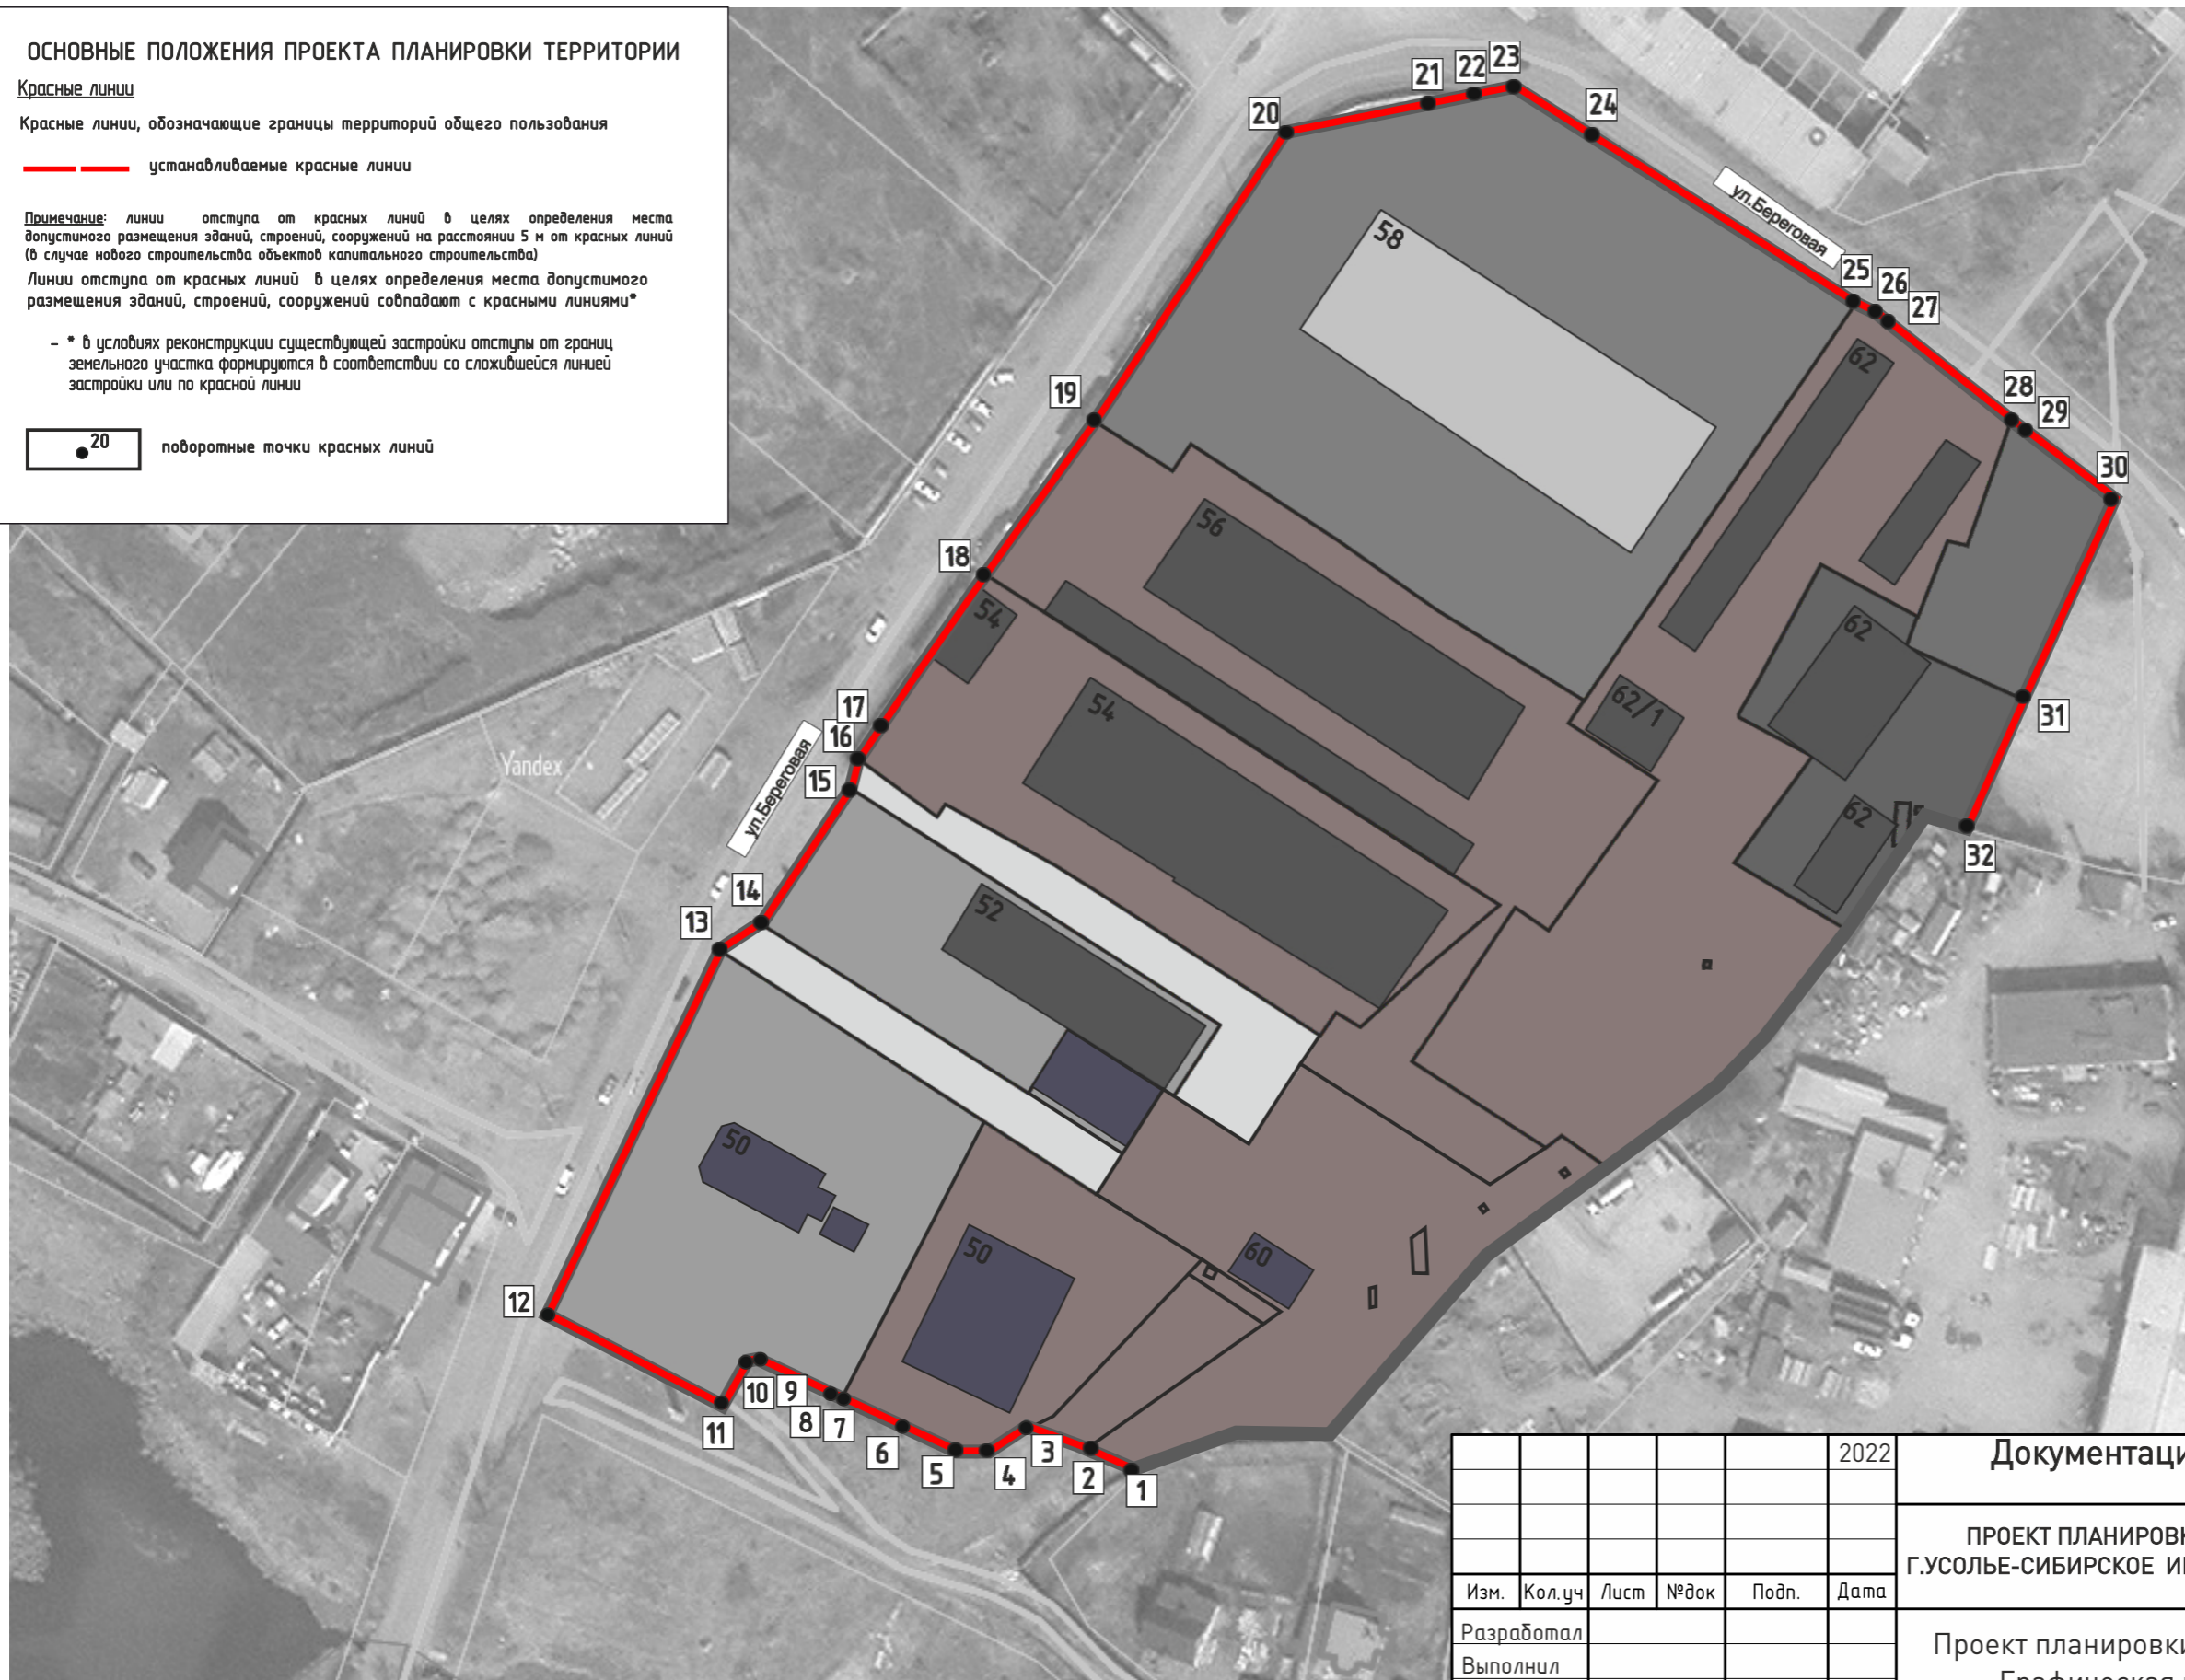 ОСНОВНЫЕ ПОЛОЖЕНИЯ ПРОЕКТА ПЛАНИРОВКИ ТЕРРИТОРИИ
Красные линии
Красные линии, обозначающие границы территорий общего пользования
устанавливаемые красные линии
Примечание: линии отступа от красных линий в целях определения места
допустимого размещения зданий, строений, сооружений на расстоянии 5 м от красных линий
(в случае нового строительства объектов капитального строительства)
Линии отступа от красных линий в целях определения места допустимого
размещения зданий, строений, сооружений совпадают с красными линиями*
- * в условиях реконструкции существующей застройки отступы от границ
земельного участка формируются в соответствии со сложившейся линией
застройки или по красной линии
20
поворотные точки красных линий
23
22
21
24
20
ул.Береговая
58
25
26
27
62
28
29
19
30
56
18
54
62
62/1
54
31
17
16
Yandex
15
ул.Береговая
62
32
14
13
52
50
50
60
12
10
9
8
7
11
6
5
4
3
2
1
2022
Документаци
ПРОЕКТ ПЛАНИРОВК
Г.УСОЛЬЕ-СИБИРСКОЕ ИР
Изм. Кол.уч Лист №док Подп. Дата
Разработал
Выполнил
Проект планировки
Графическая